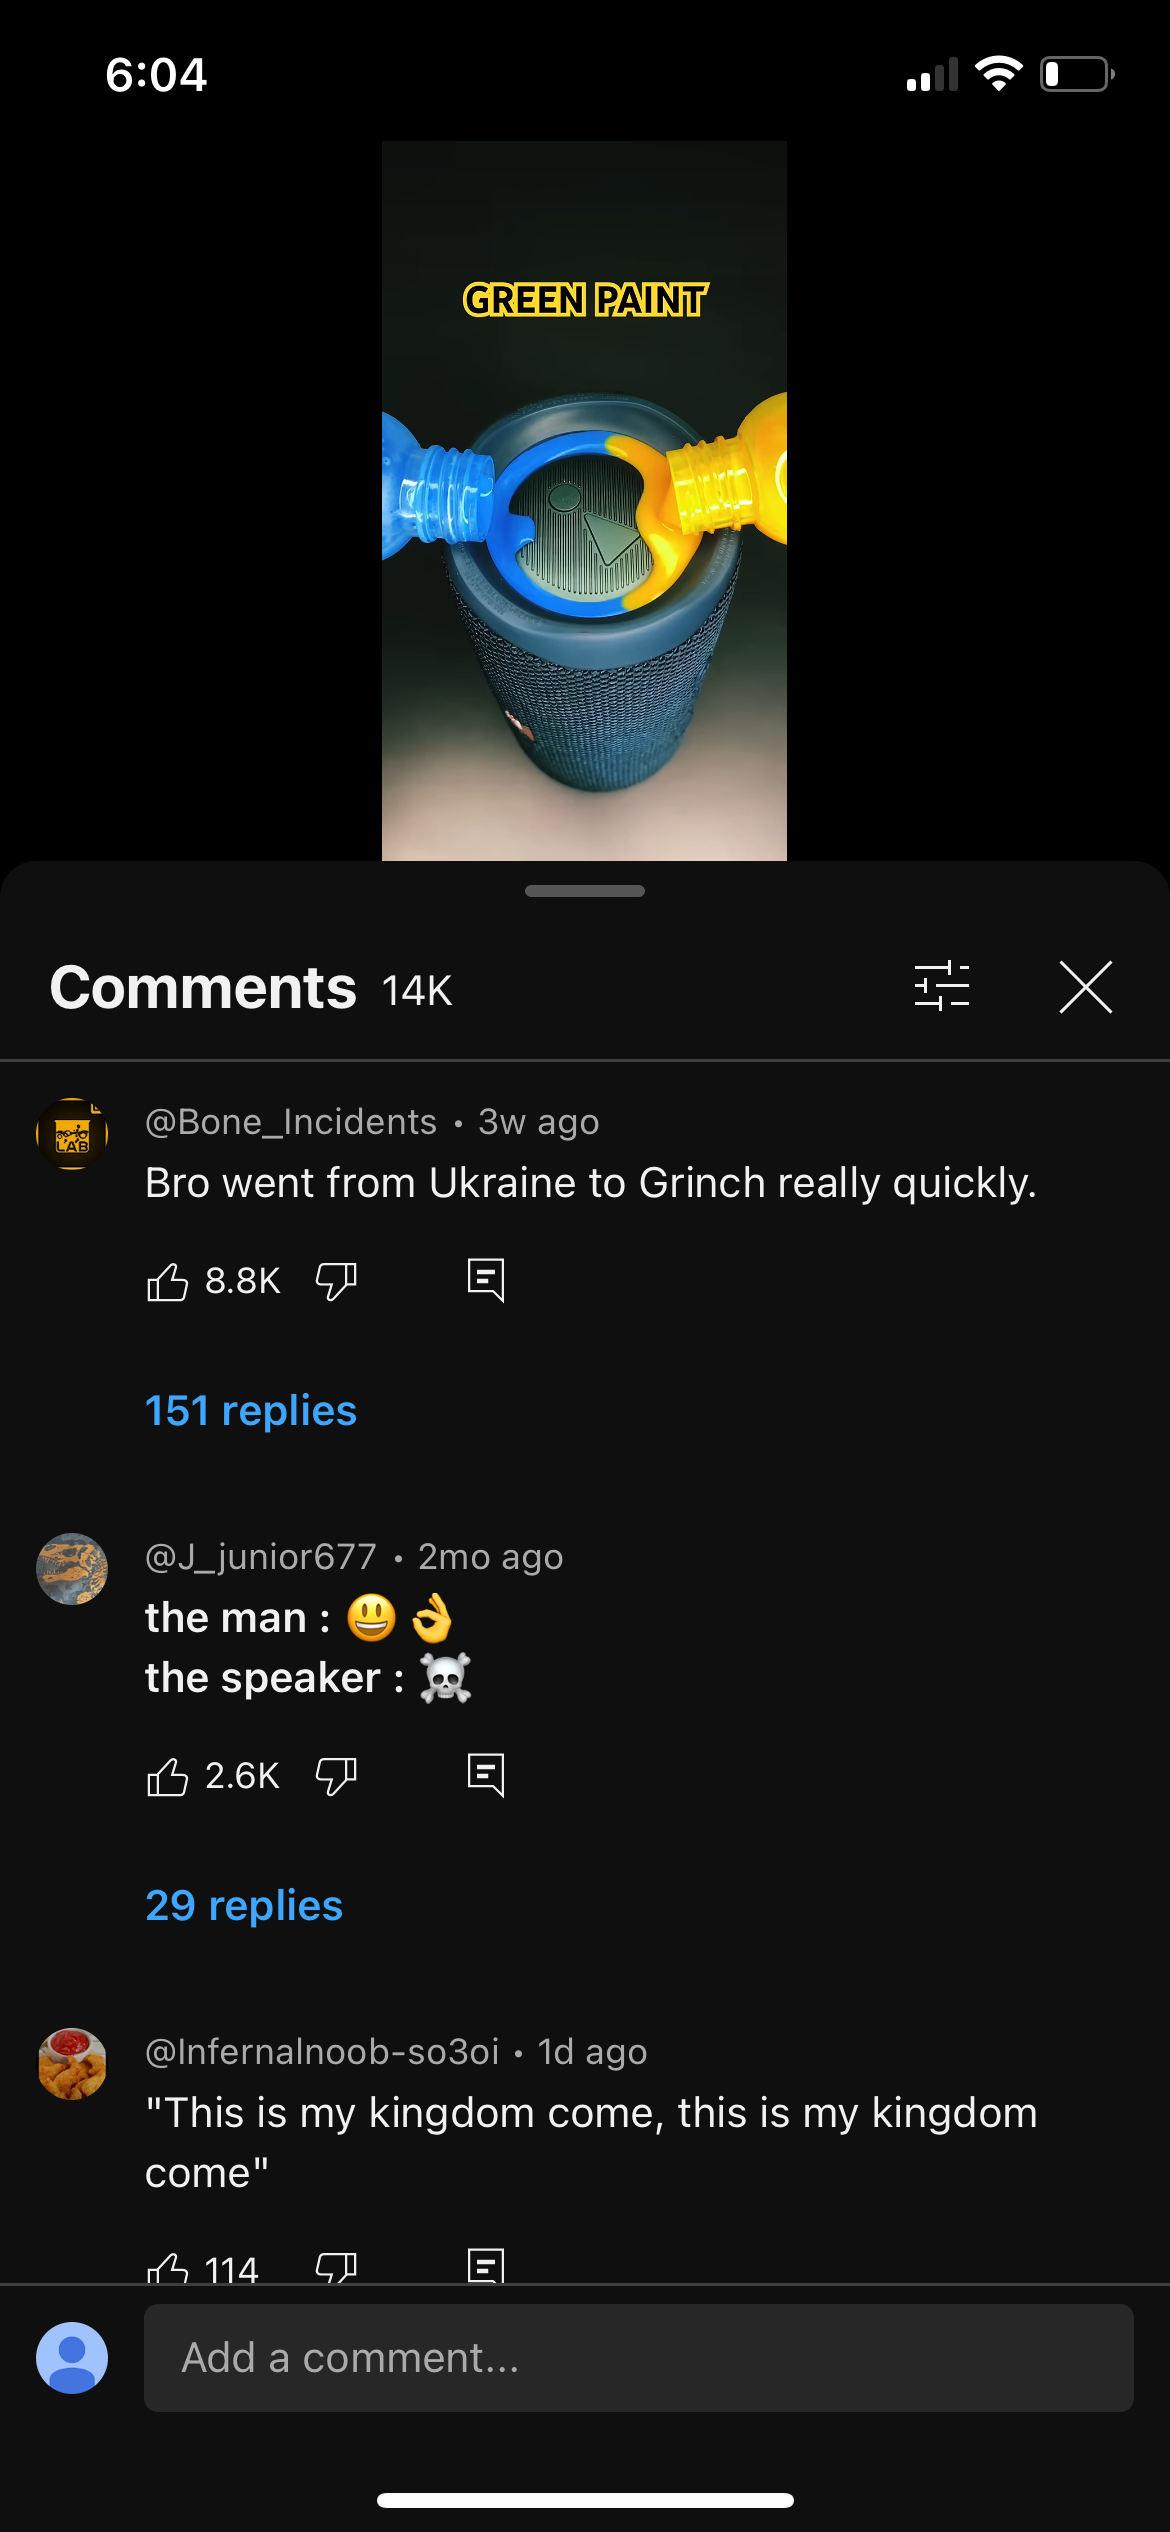 6:04
GREEN PAINT
Comments 14K
@Bone_Incidents • 3w ago
Bro went from Ukraine to Grinch really quickly.
8.8K
151 replies
@J_junior677 • 2mo ago
the man : 😃👌
the speaker : ☠️
2.6K
29 replies
@Infernalnoob-so3oi • 1d ago
"This is my kingdom come, this is my kingdom
come"
114
Add a comment...
LAB